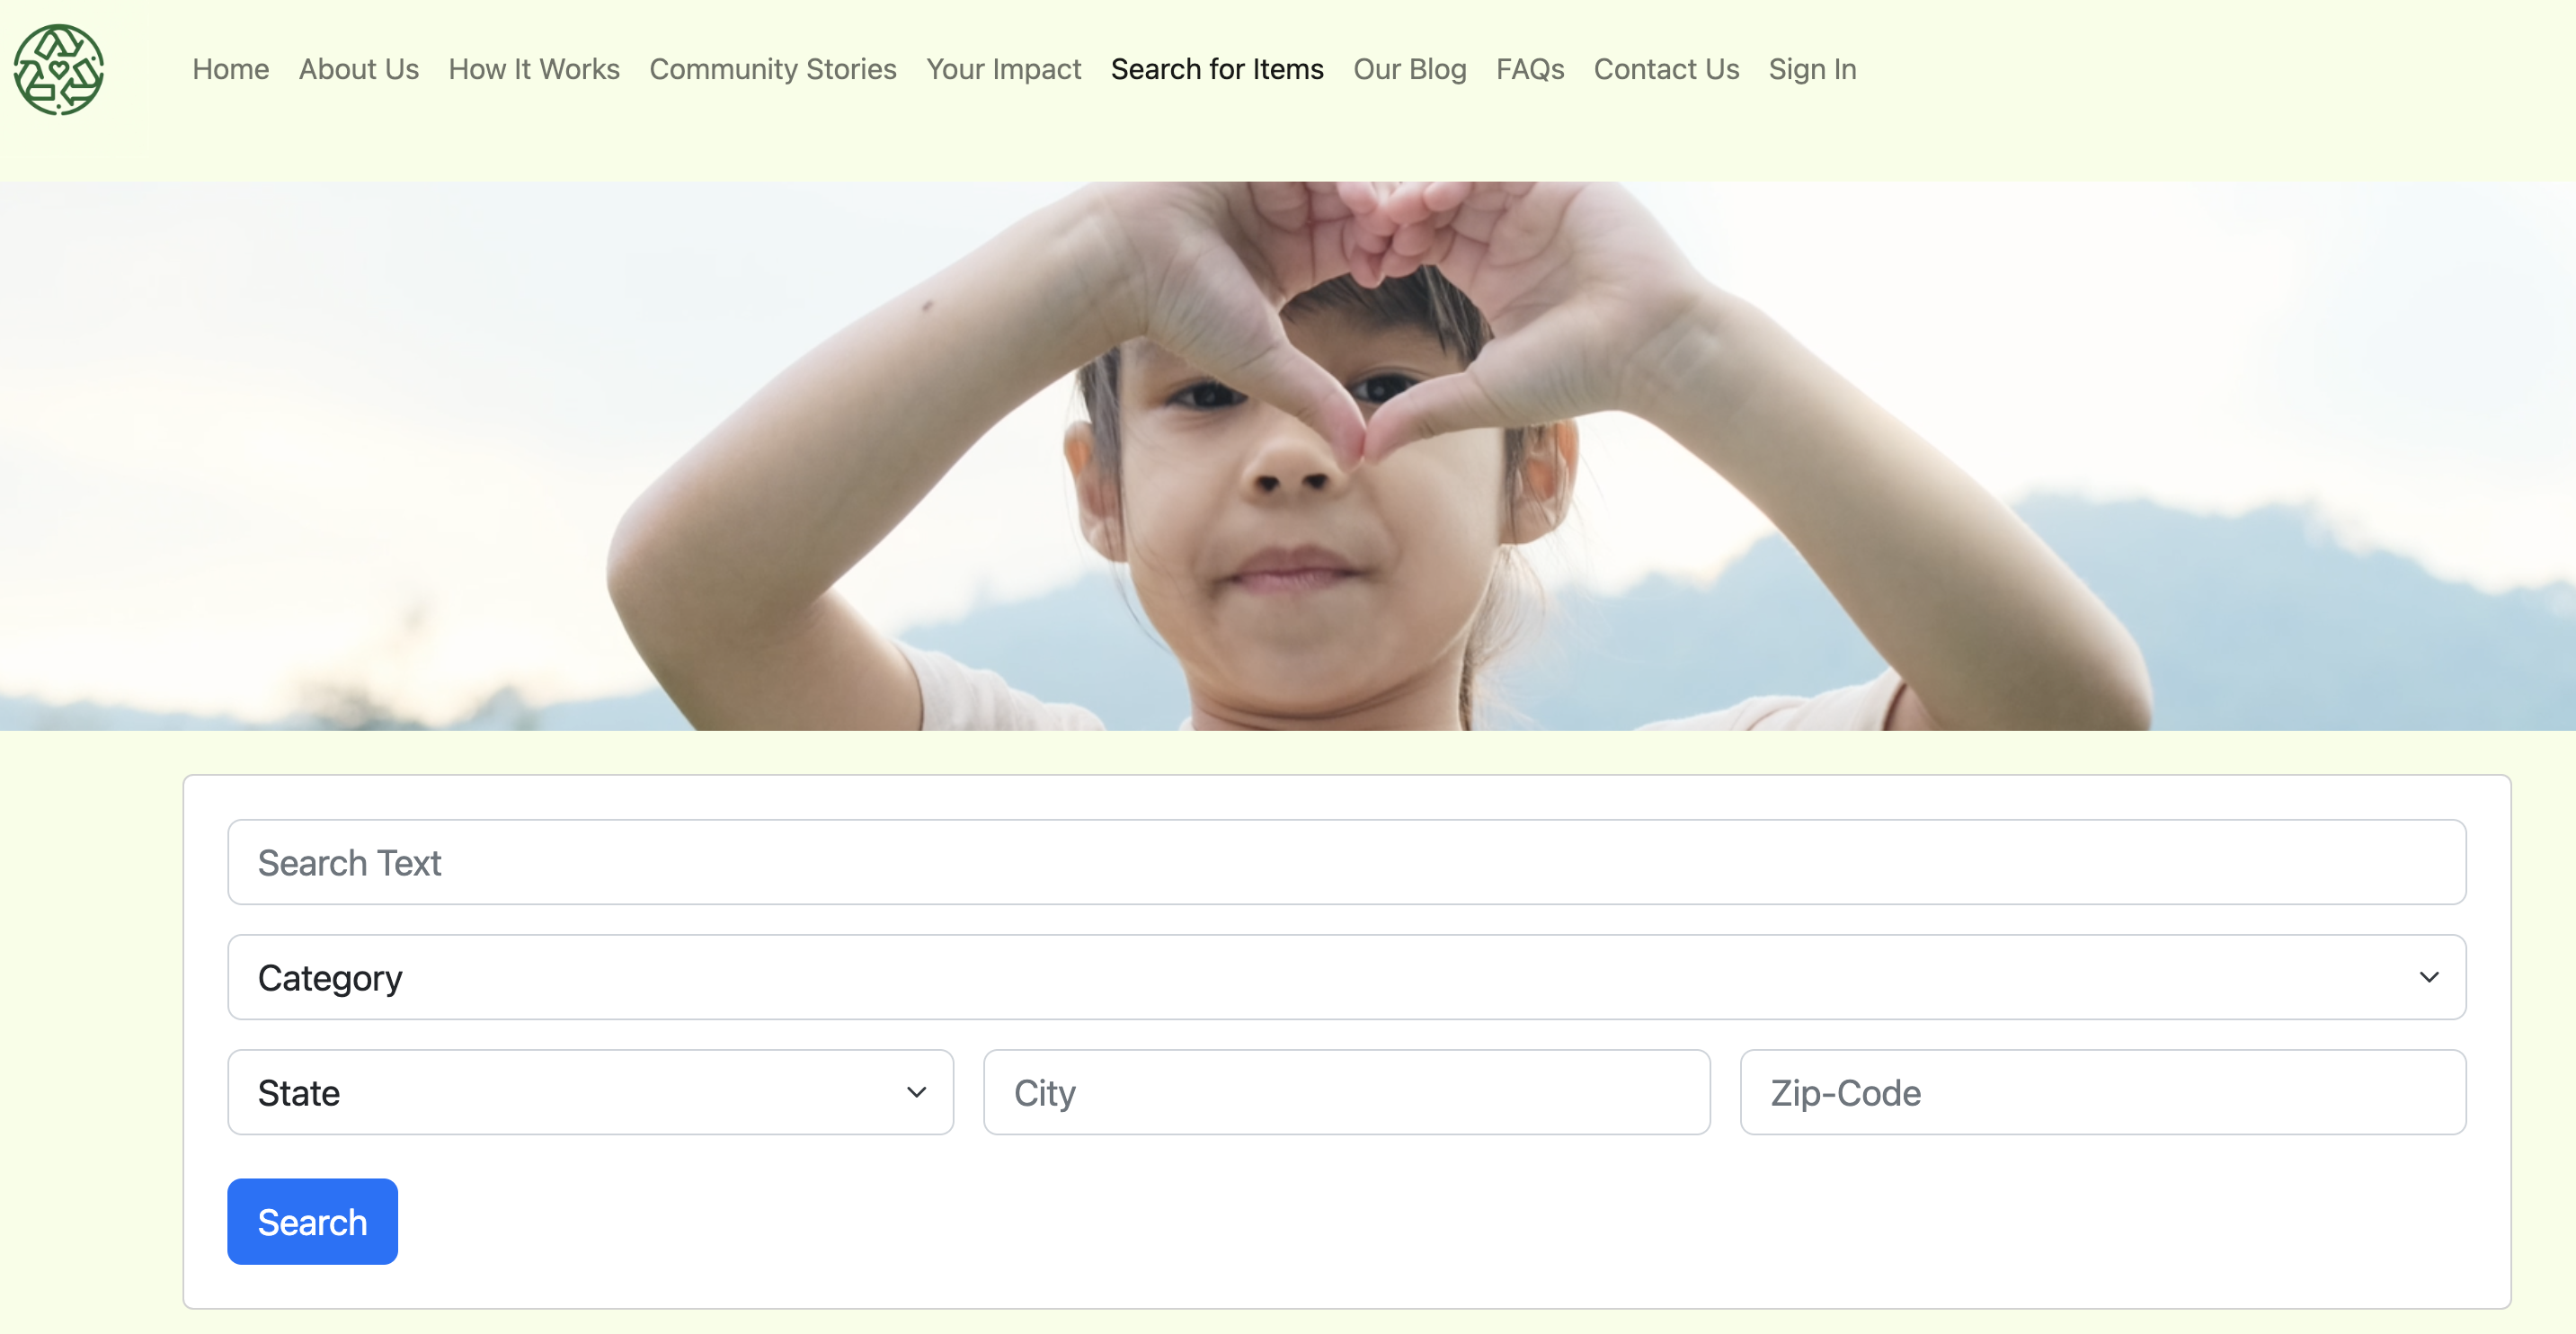 Home About Us How It Works Community Stories Your Impact Search for Items Our Blog FAQs Contact Us Sign In
Search Text
Category
State City Zip-Code
Search